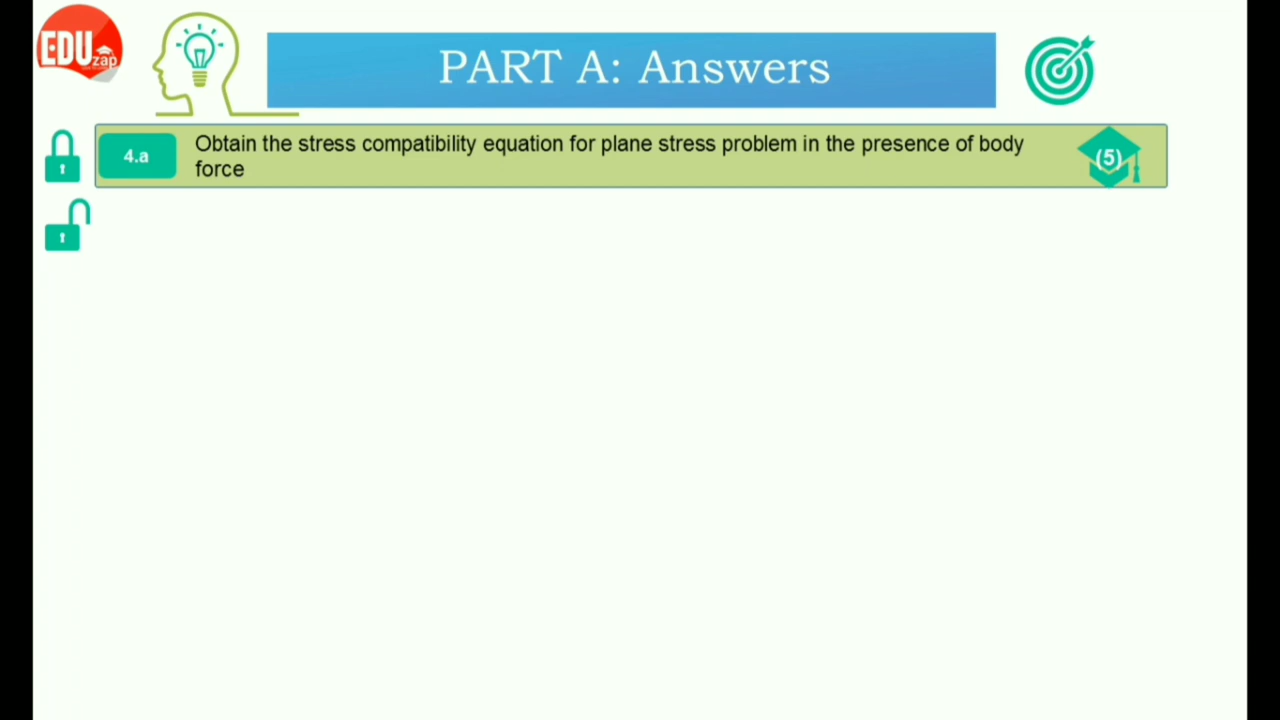 EDU
zap
PART A: Answers
4.a
Obtain the stress compatibility equation for plane stress problem in the presence of body
force
(5)